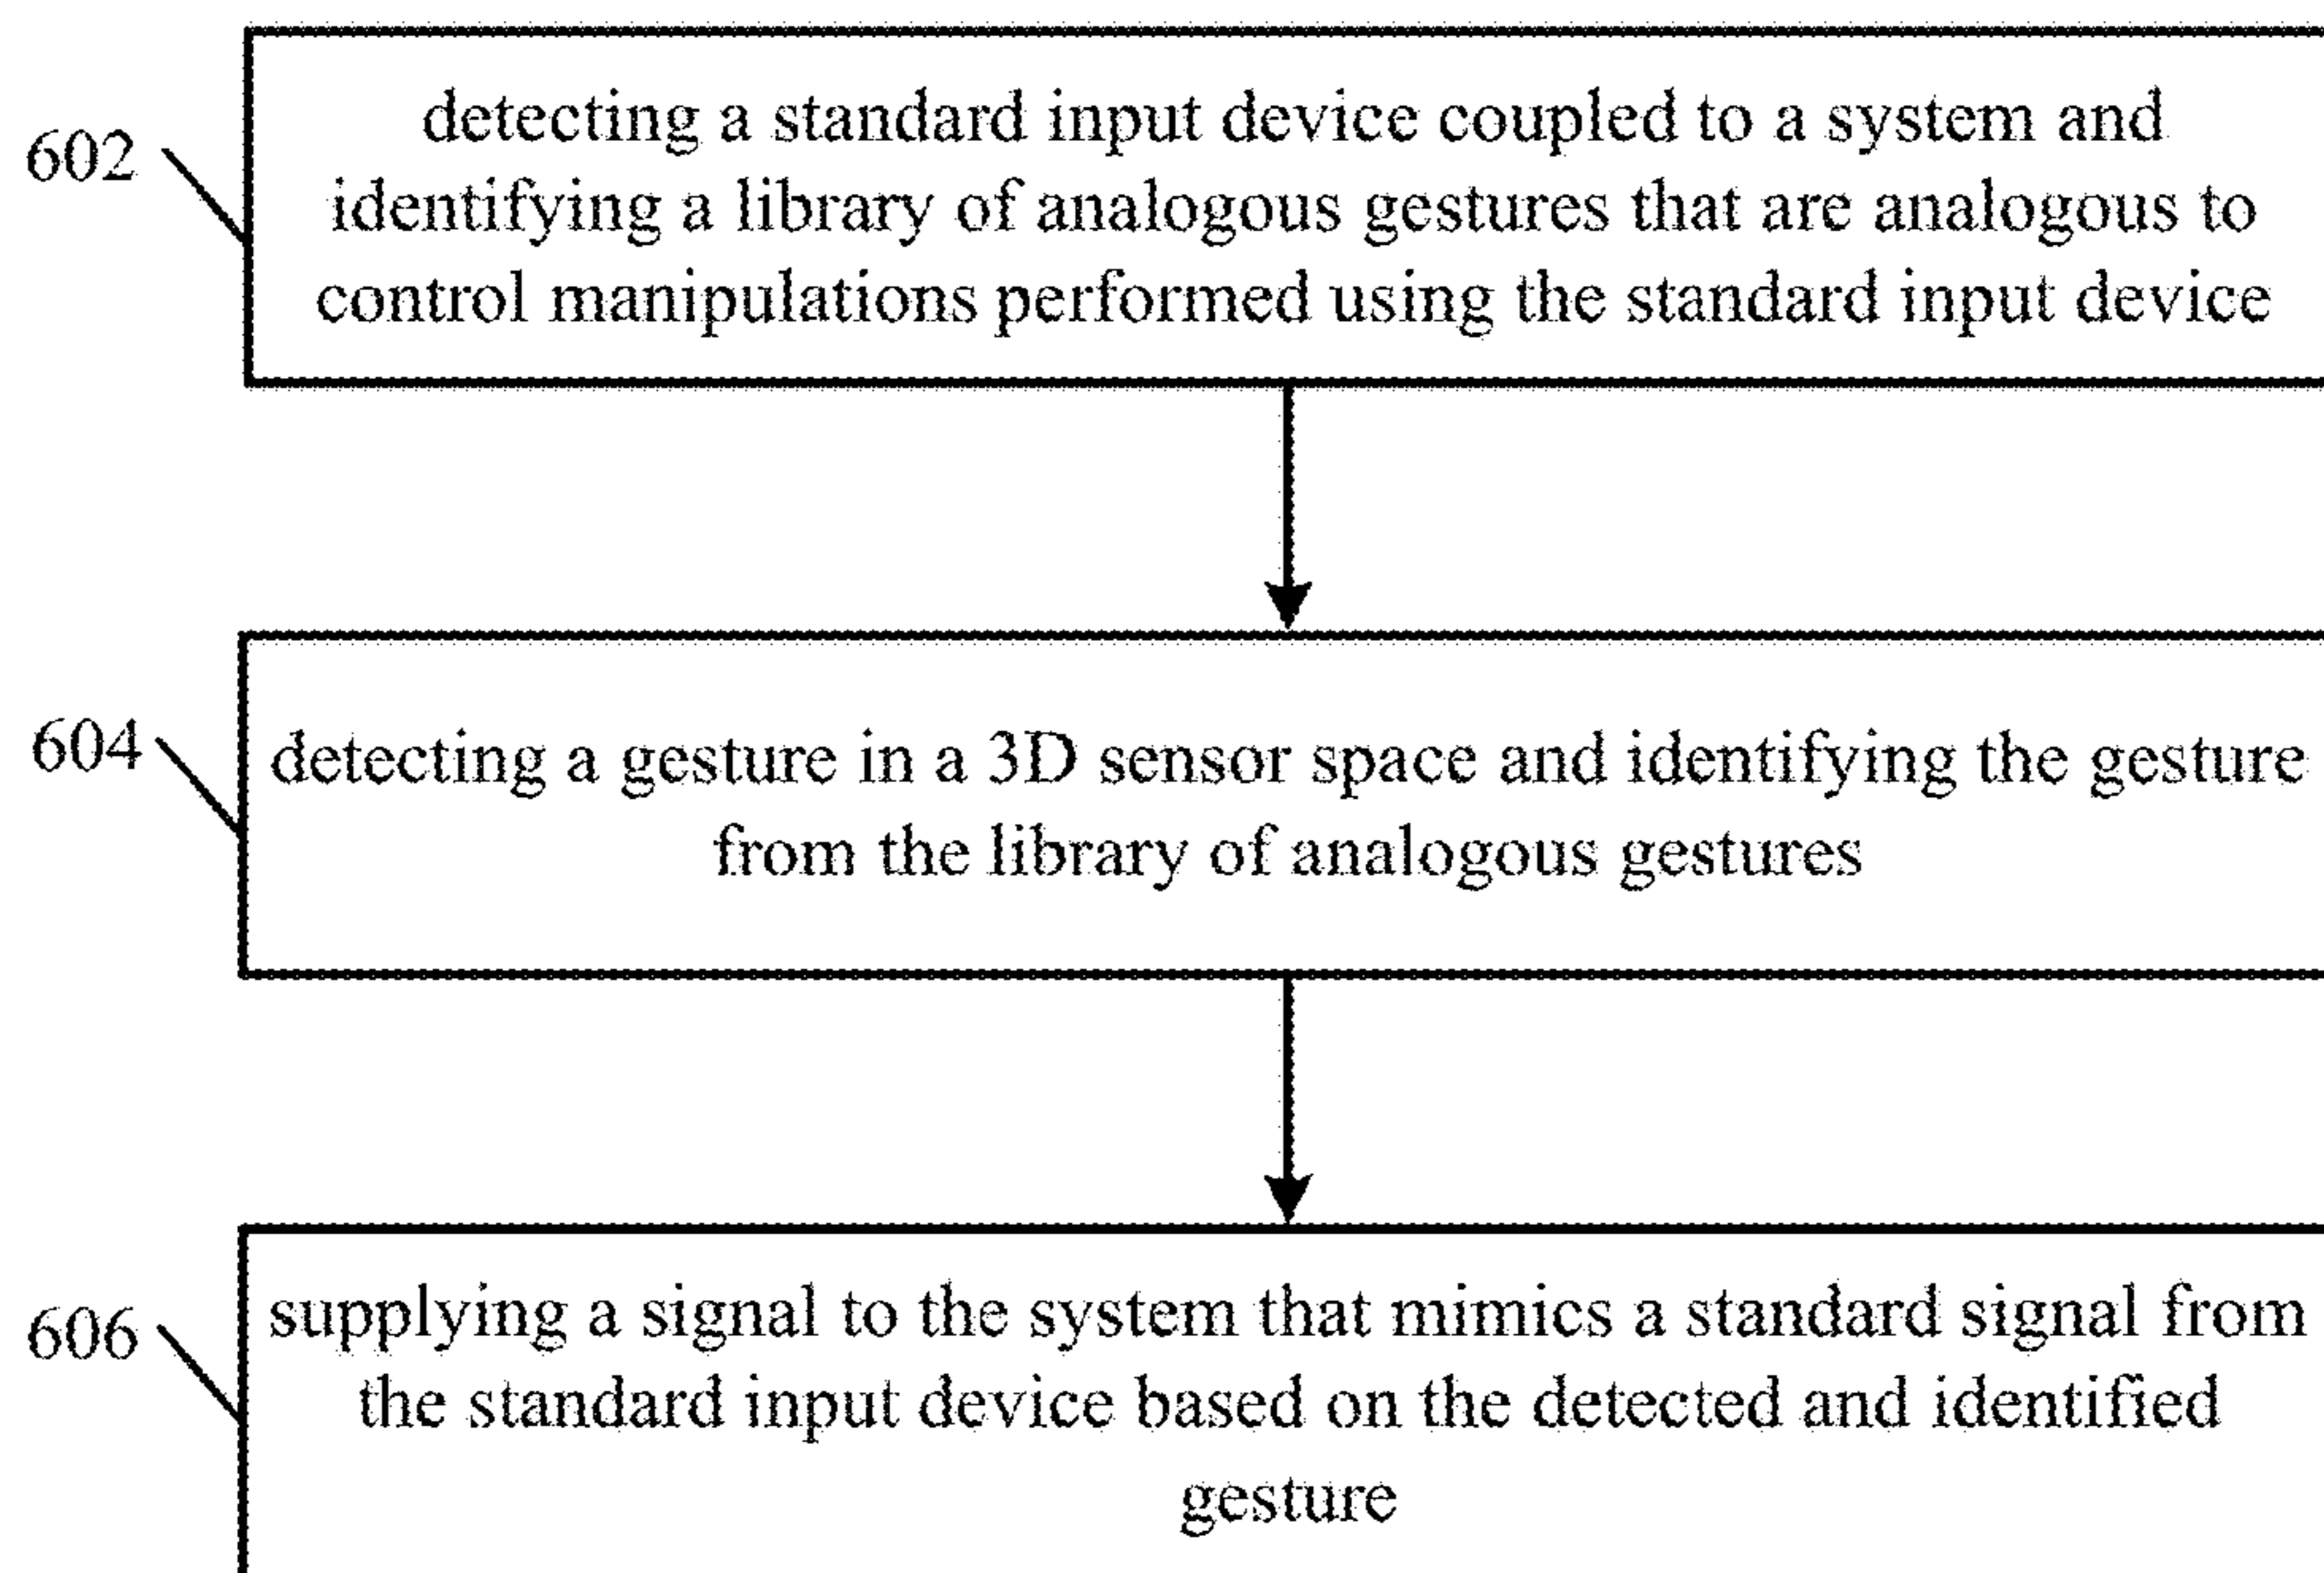 602
detecting a standard input device coupled to a system and
identifying a library of analogous gestures that are analogous to
control manipulations performed using the standard input device
604
detecting a gesture in a 3D sensor space and identifying the gesture
from the library of analogous gestures
606
supplying a signal to the system that mimics a standard signal from
the standard input device based on the detected and identified
gesture